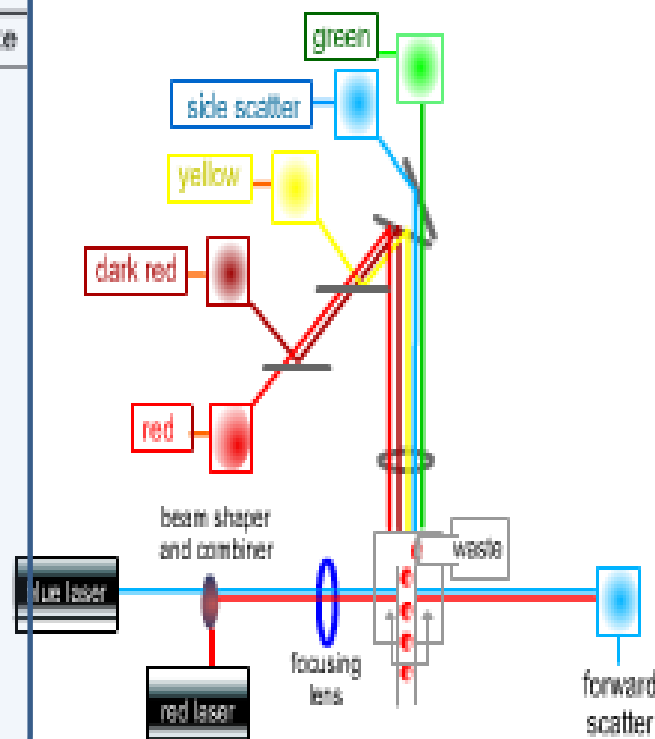 green
side scatter
yellow
dark red
red
beam shaper
and combiner
waste
laser
focusing
lens
forward
scatter
red laser